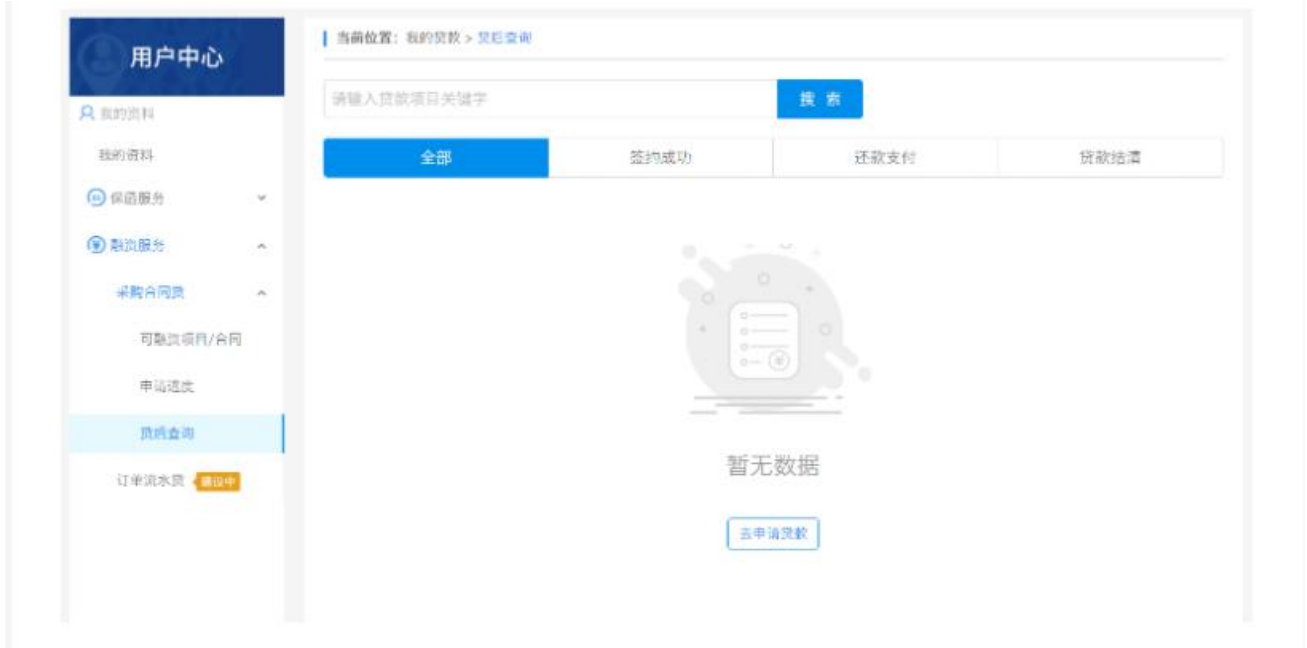 用户中心
我的资料
我的资料
保函服务
融资服务
采购合同贷
可融资项目/合同
申请进度
贷后查询
订单流水贷 建设中
当前位置：我的贷款 > 贷后查询
请输入贷款项目关键字
搜 索
全部
签约成功
还款支付
贷款结清
暂无数据
去申请贷款